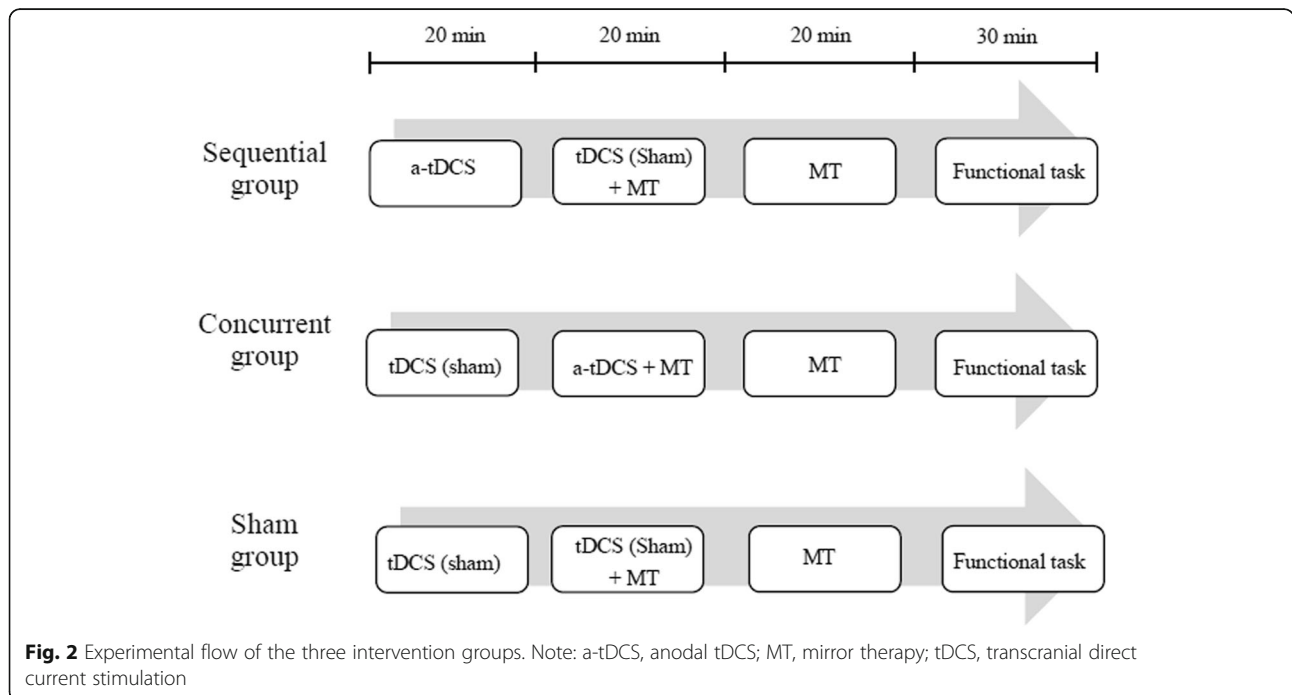 20 min 20 min 20 min 30 min
Sequential
group
a-tDCS
tDCS (Sham)
+ MT
MT
Functional task
Concurrent
group
tDCS (sham)
a-tDCS + MT
MT
Functional task
Sham
group
tDCS (sham)
tDCS (Sham)
+ MT
MT
Functional task
Fig. 2 Experimental flow of the three intervention groups. Note: a-tDCS, anodal tDCS; MT, mirror therapy; tDCS, transcranial direct
current stimulation